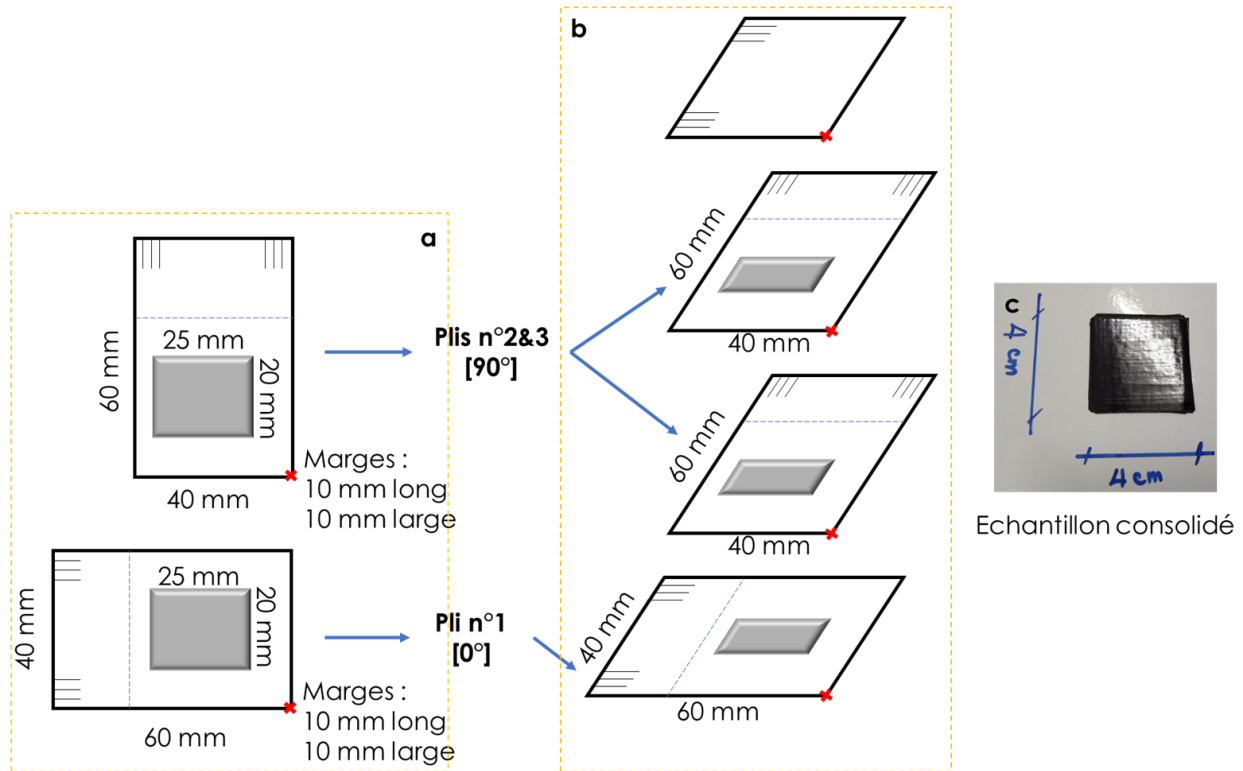 a
25 mm
20 mm
60 mm
40 mm
Marges :
10 mm long
10 mm large
25 mm
20 mm
40 mm
60 mm
Marges :
10 mm long
10 mm large
Plis n°2&3
[90°]
Pli n°1
[0°]
b
60 mm
40 mm
60 mm
40 mm
40 mm
60 mm
c
4 cm
4 cm
Echantillon consolidé